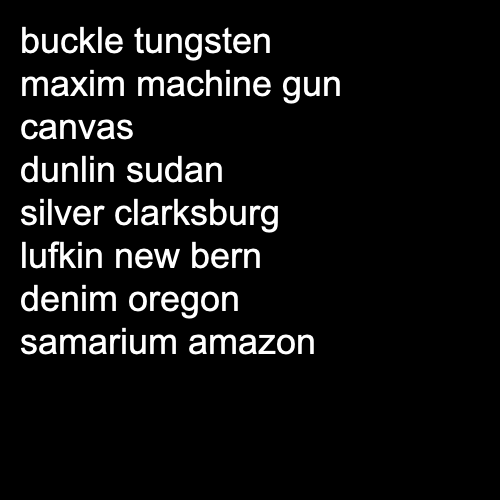 buckle tungsten
maxim machine gun
canvas
dunlin sudan
silver clarksburg
lufkin new bern
denim oregon
samarium amazon